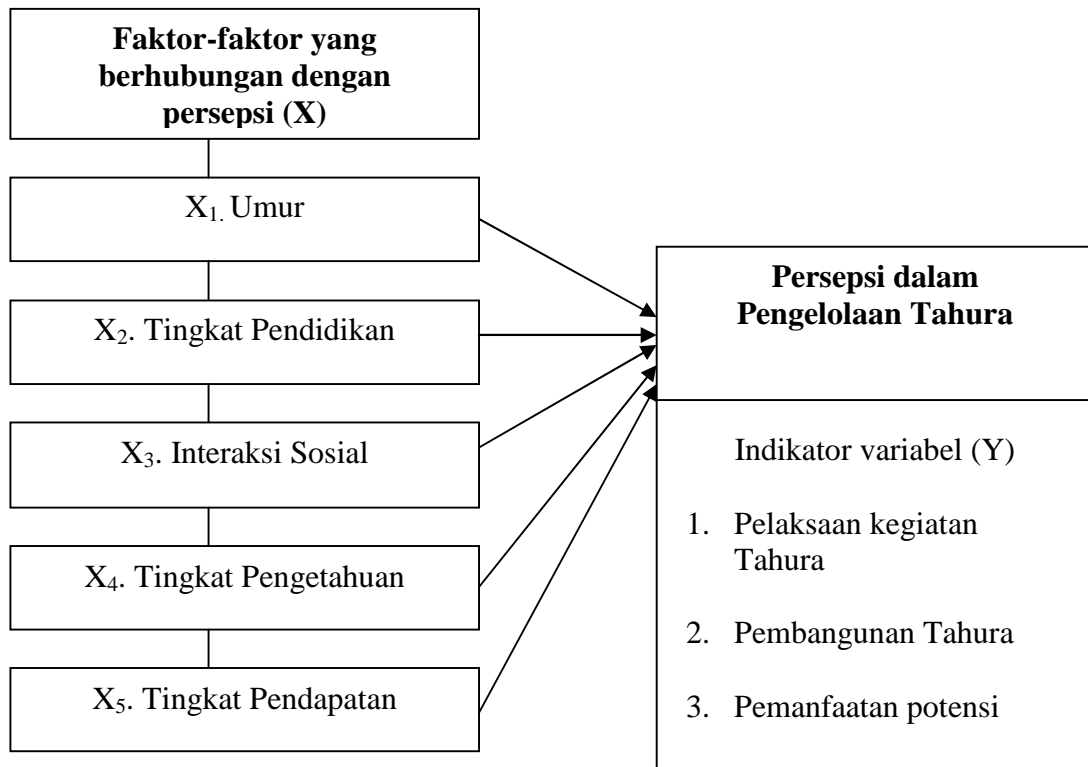 Faktor-faktor yang
berhubungan dengan
persepsi (X)
X1. Umur
X2. Tingkat Pendidikan
X3. Interaksi Sosial
X4. Tingkat Pengetahuan
X5. Tingkat Pendapatan
Persepsi dalam
Pengelolaan Tahura
Indikator variabel (Y)
1. Pelaksaan kegiatan
Tahura
2. Pembangunan Tahura
3. Pemanfaatan potensi